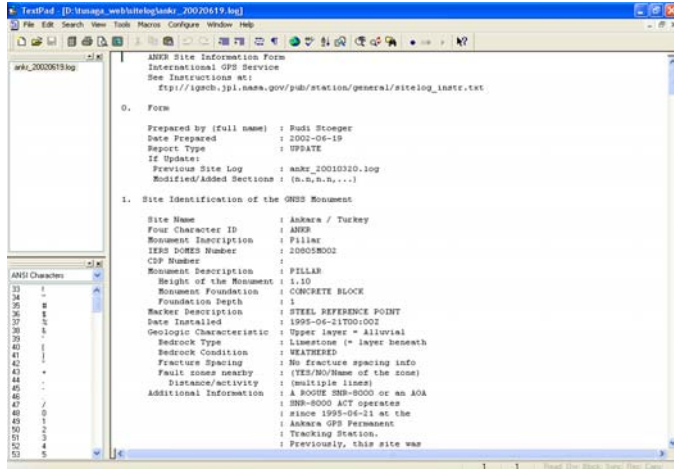 TextPad - [D:\tunaga_web\sitelog\ankr_20020619.log]
File Edit Search View Tools Macros Configure Window Help
ankr_20020619.log
ANKR Site Information Form
International GPS Service
See Instructions at:
ftp://igscb.jpl.nasa.gov/pub/station/general/sitelog_instr.txt
0. Form
Prepared by (full name) : Rudi Stoeger
Date Prepared : 2002-06-19
Report Type : UPDATE
If Update:
Previous Site Log : ankr_20010320.log
Modified/Added Sections : (n.n,n.n,...)
1. Site Identification of the GNSS Monument
Site Name : Ankara / Turkey
Four Character ID : ANKR
Monument Inscription : Pillar
IERS DOMES Number : 20805M002
CDP Number :
Monument Description : PILLAR
Height of the Monument : 1.10
Monument Foundation : CONCRETE BLOCK
Foundation Depth : 1
Marker Description : STEEL REFERENCE POINT
Date Installed : 1995-06-21T00:00Z
Geologic Characteristic : Upper layer = Alluvial
Bedrock Type : Limestone (= layer beneath
Bedrock Condition : WEATHERED
Fracture Spacing : No fracture spacing info
Fault zones nearby : (YES/NO/Name of the zone)
Distance/activity : (multiple lines)
Additional Information : A ROGUE SNR-8000 or an AOA
: SNR-8000 ACT operates
: since 1995-06-21 at the
: Ankara GPS Permanent
: Tracking Station.
: Previously, this site was
ANSI Characters
33 !
34 "
35 #
36 $
37 %
38 &
39 '
40 (
41 )
42 *
43 +
44 ,
45 -
46 .
47 /
48 0
49 1
50 2
51 3
52 4
53 5
1 1 Read Ovr Block Sync Rec Caps